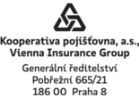 Kooperativa pojišťovna, a.s.,
Vienna Insurance Group
Generální ředitelství
Pobřežní 665/21
186 00 Praha 8